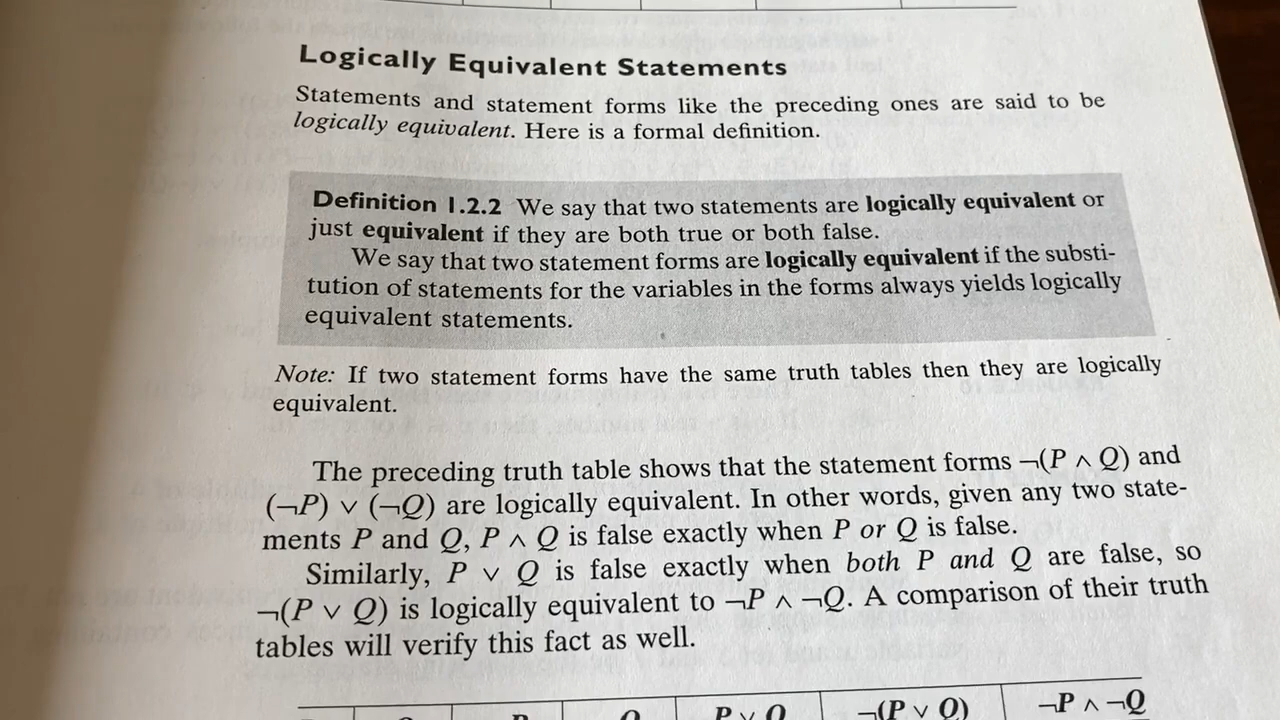 Logically Equivalent Statements
Statements and statement forms like the preceding ones are said to be
logically equivalent. Here is a formal definition.
Definition 1.2.2 We say that two statements are logically equivalent or
just equivalent if they are both true or both false.
We say that two statement forms are logically equivalent if the substi-
tution of statements for the variables in the forms always yields logically
equivalent statements.
Note: If two statement forms have the same truth tables then they are logically
equivalent.
The preceding truth table shows that the statement forms ¬(P ∧ Q) and
(¬P) ∨ (¬Q) are logically equivalent. In other words, given any two state-
ments P and Q, P ∧ Q is false exactly when P or Q is false.
Similarly, P ∨ Q is false exactly when both P and Q are false, so
¬(P ∨ Q) is logically equivalent to ¬P ∧ ¬Q. A comparison of their truth
tables will verify this fact as well.
P ∨ Q ¬(P ∨ Q) ¬P ∧ ¬Q